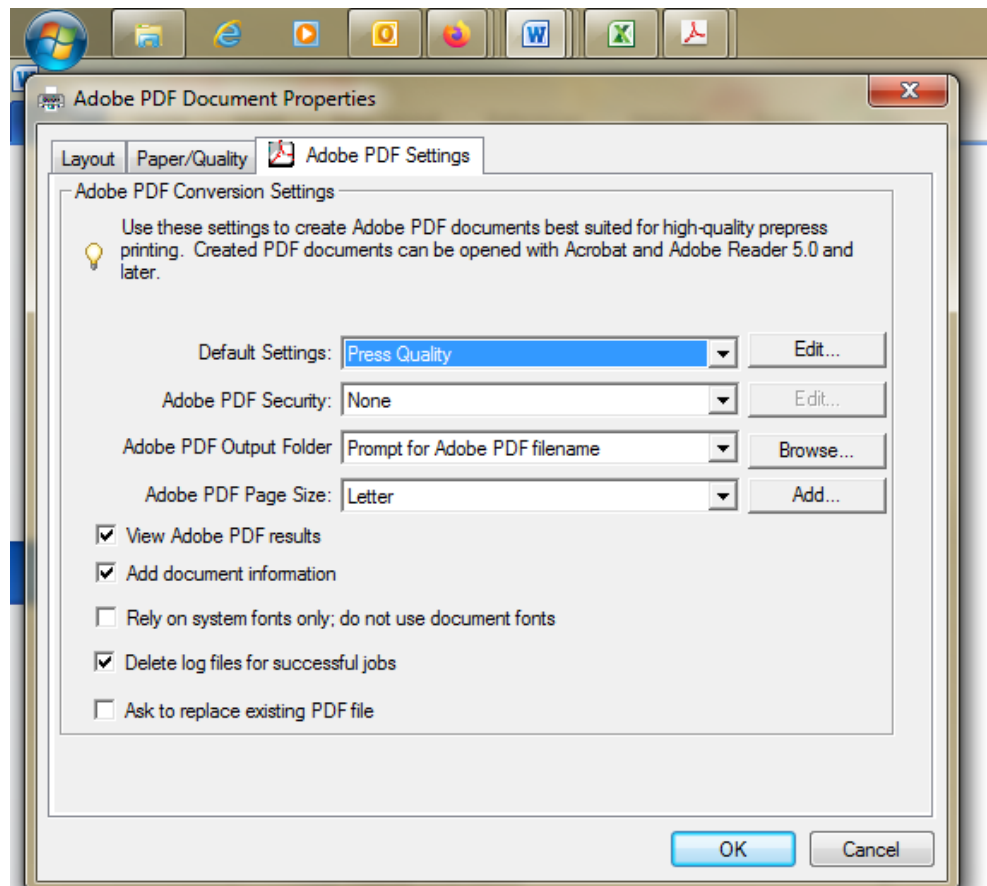 Adobe PDF Document Properties
Layout
Paper/Quality
Adobe PDF Settings
Adobe PDF Conversion Settings
Use these settings to create Adobe PDF documents best suited for high-quality prepress
printing. Created PDF documents can be opened with Acrobat and Adobe Reader 5.0 and
later.
Default Settings: Press Quality Edit...
Adobe PDF Security: None Edit...
Adobe PDF Output Folder Prompt for Adobe PDF filename Browse...
Adobe PDF Page Size: Letter Add...
View Adobe PDF results
Add document information
Rely on system fonts only; do not use document fonts
Delete log files for successful jobs
Ask to replace existing PDF file
OK Cancel